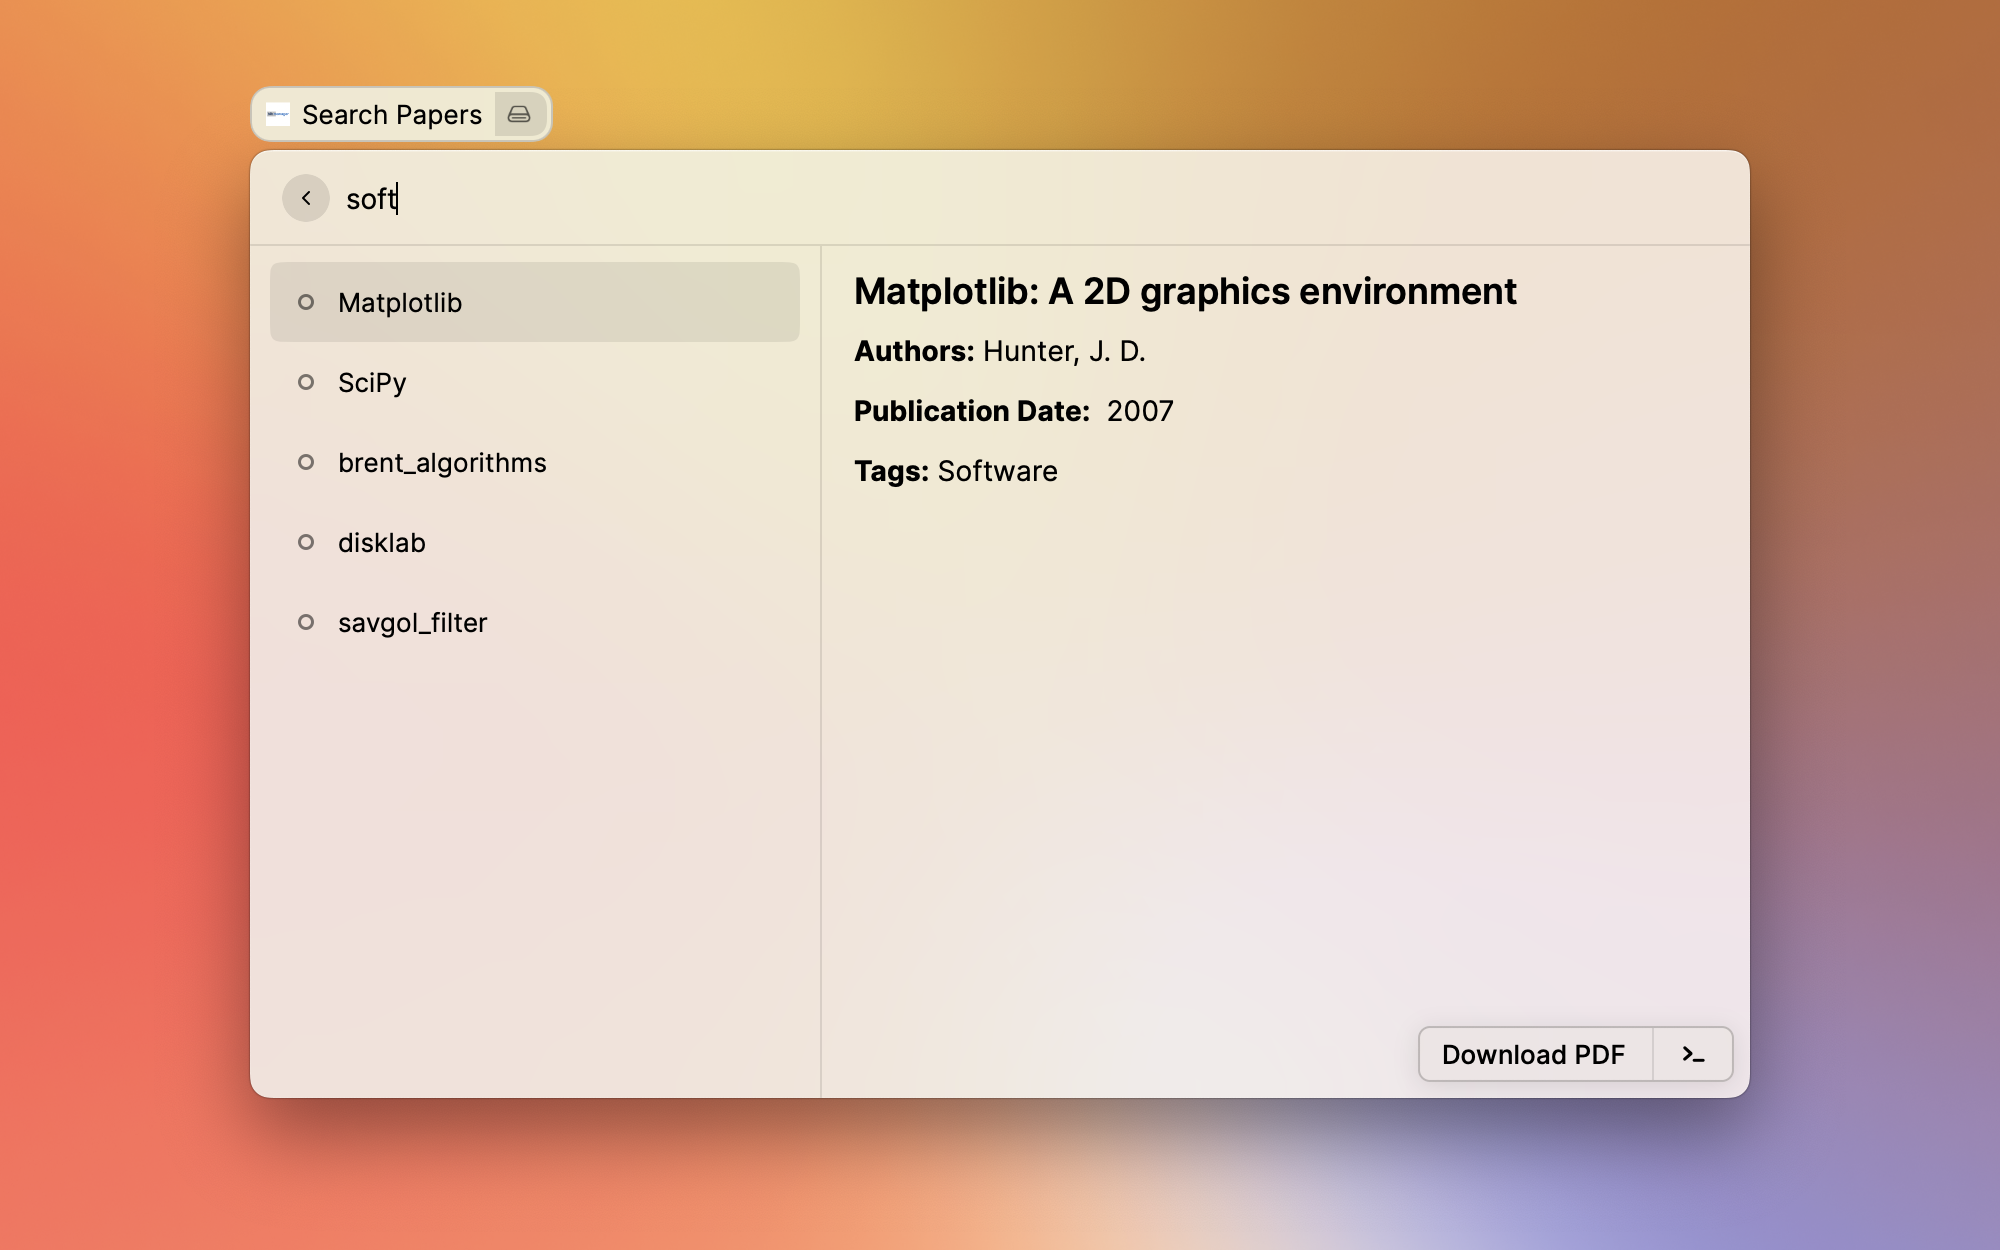 Search Papers
soft
Matplotlib
SciPy
brent_algorithms
disklab
savgol_filter
Matplotlib: A 2D graphics environment
Authors: Hunter, J. D.
Publication Date: 2007
Tags: Software
Download PDF